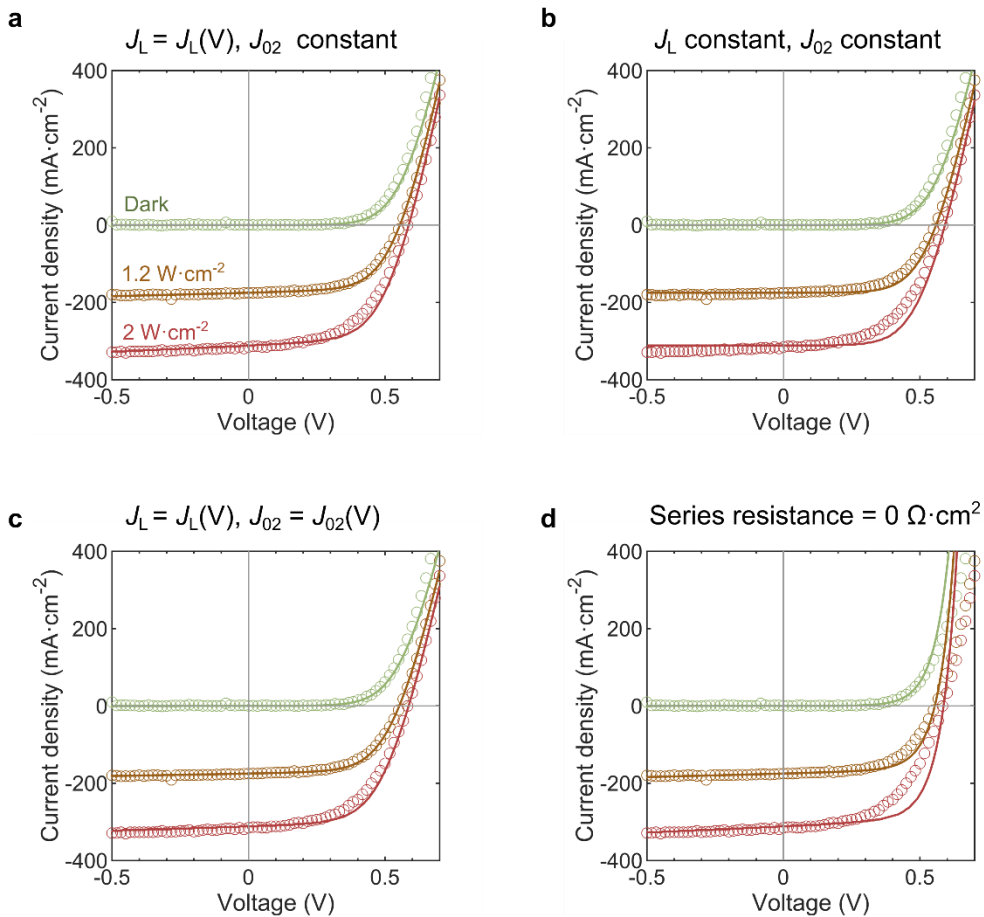 a
J_L = J_L(V), J_02 constant
Current density (mA·cm⁻²)
400
200
0
-200
-400
Dark
1.2 W·cm⁻²
2 W·cm⁻²
-0.5
0
0.5
Voltage (V)
b
J_L constant, J_02 constant
Current density (mA·cm⁻²)
400
200
0
-200
-400
-0.5
0
0.5
Voltage (V)
c
J_L = J_L(V), J_02 = J_02(V)
Current density (mA·cm⁻²)
400
200
0
-200
-400
-0.5
0
0.5
Voltage (V)
d
Series resistance = 0 Ω·cm²
Current density (mA·cm⁻²)
400
200
0
-200
-400
-0.5
0
0.5
Voltage (V)